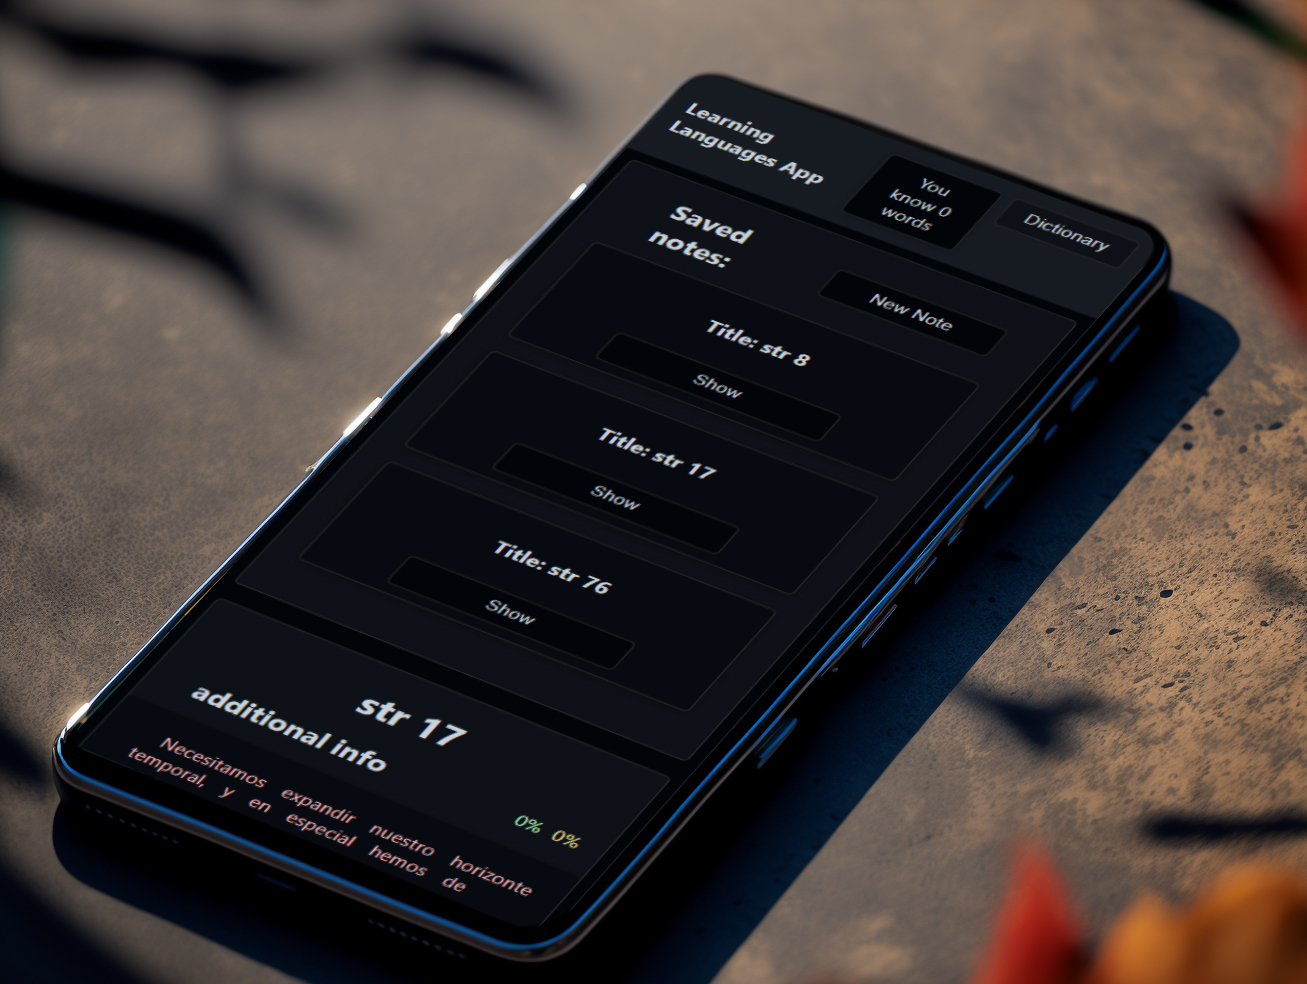 Learning
Languages App
You
know 0
words
Dictionary
Saved
notes:
New Note
Title: str 8
Show
Title: str 17
Show
Title: str 76
Show
str 17
additional info
0% 0%
Necesitamos expandir nuestro horizonte
temporal, y en especial hemos de